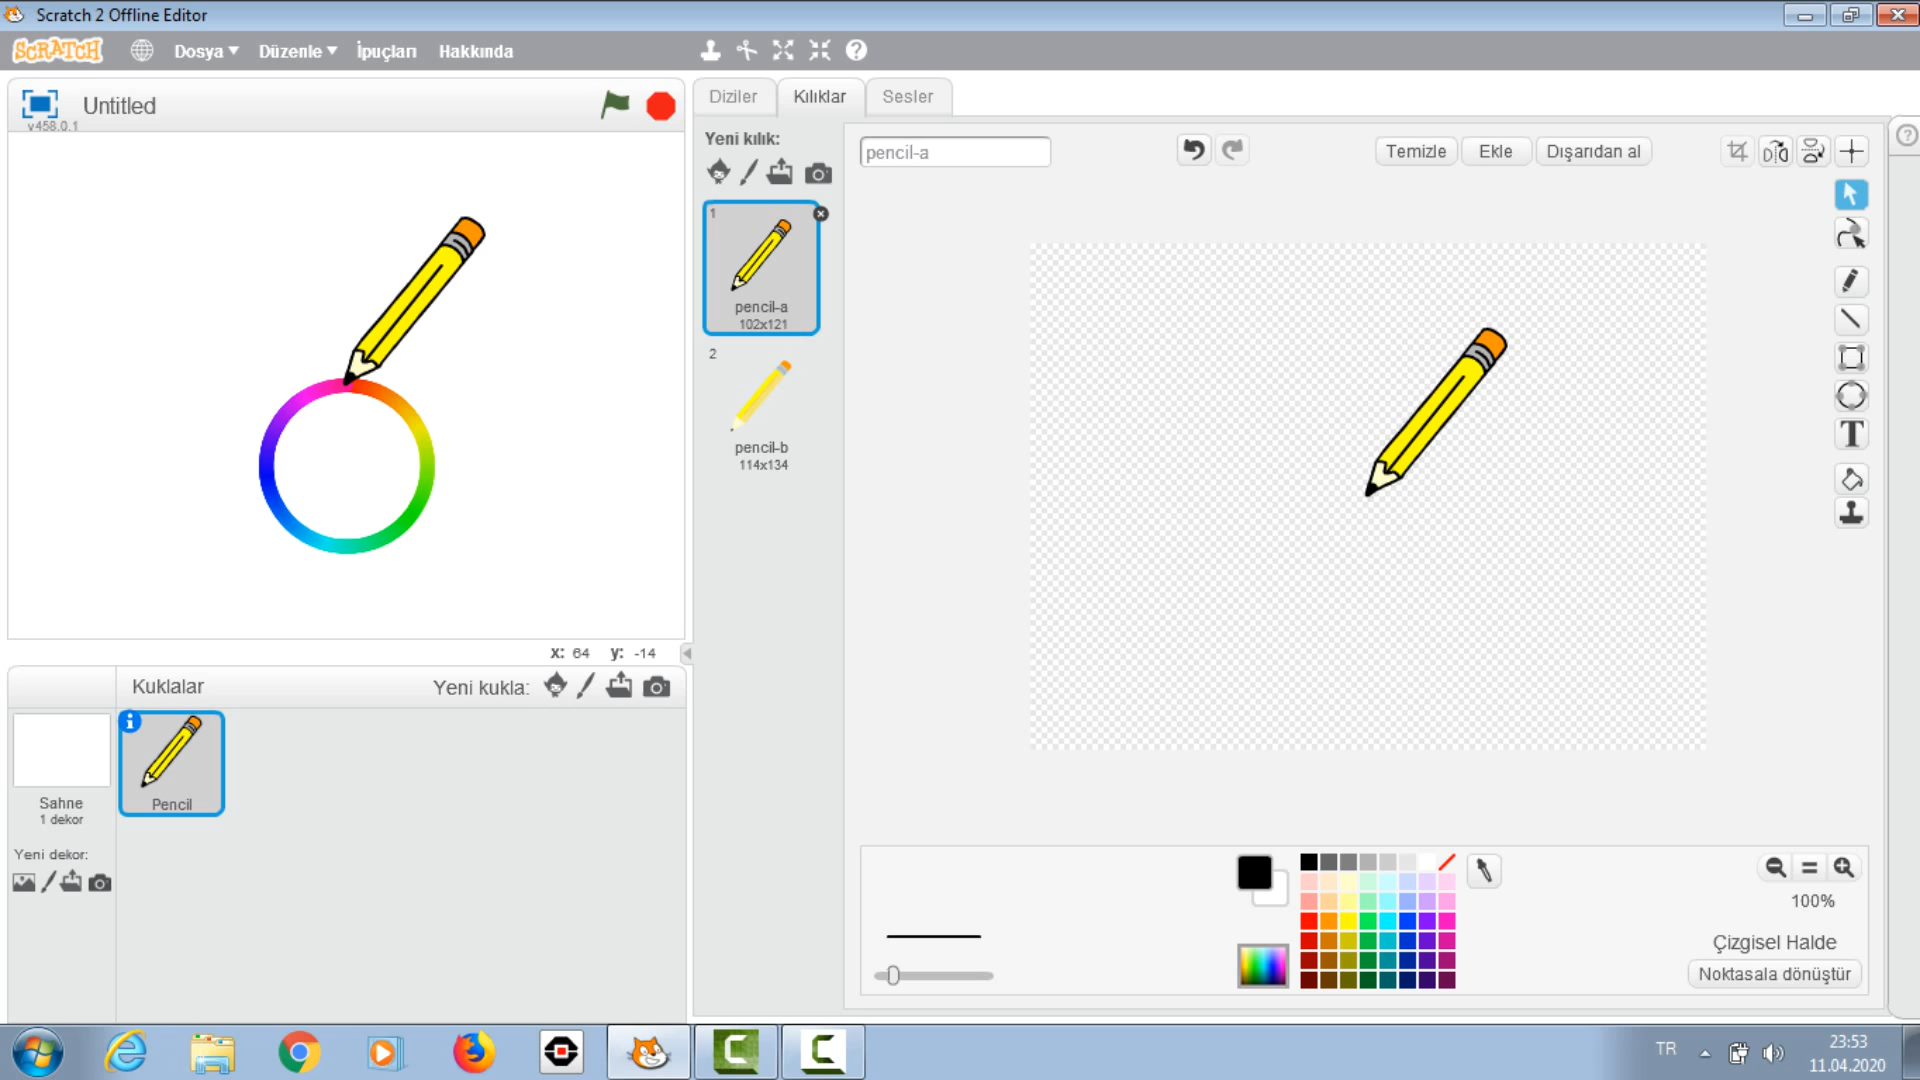 Scratch 2 Offline Editor
SCRATCH Dosya Düzenle İpuçları Hakkında
Untitled
v458.0.1
Diziler Kılıklar Sesler
Yeni kılık:
pencil-a
Temizle Ekle Dışarıdan al
1
pencil-a
102x121
2
pencil-b
114x134
T
x: 64 y: -14
Kuklalar Yeni kukla:
Sahne
1 dekor
Pencil
Yeni dekor:
100%
Çizgisel Halde
Noktasala dönüştür
TR
23:53
11.04.2020